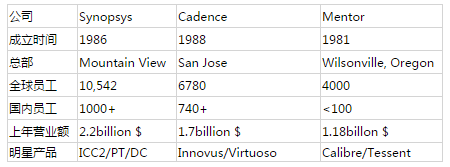 公司 Synopsys Cadence Mentor
成立时间 1986 1988 1981
总部 Mountain View San Jose Wilsonville, Oregon
全球员工 10,542 6780 4000
国内员工 1000+ 740+ <100
上年营业额 2.2billion $ 1.7billion $ 1.18billon $
明星产品 ICC2/PT/DC Innovus/Virtuoso Calibre/Tessent